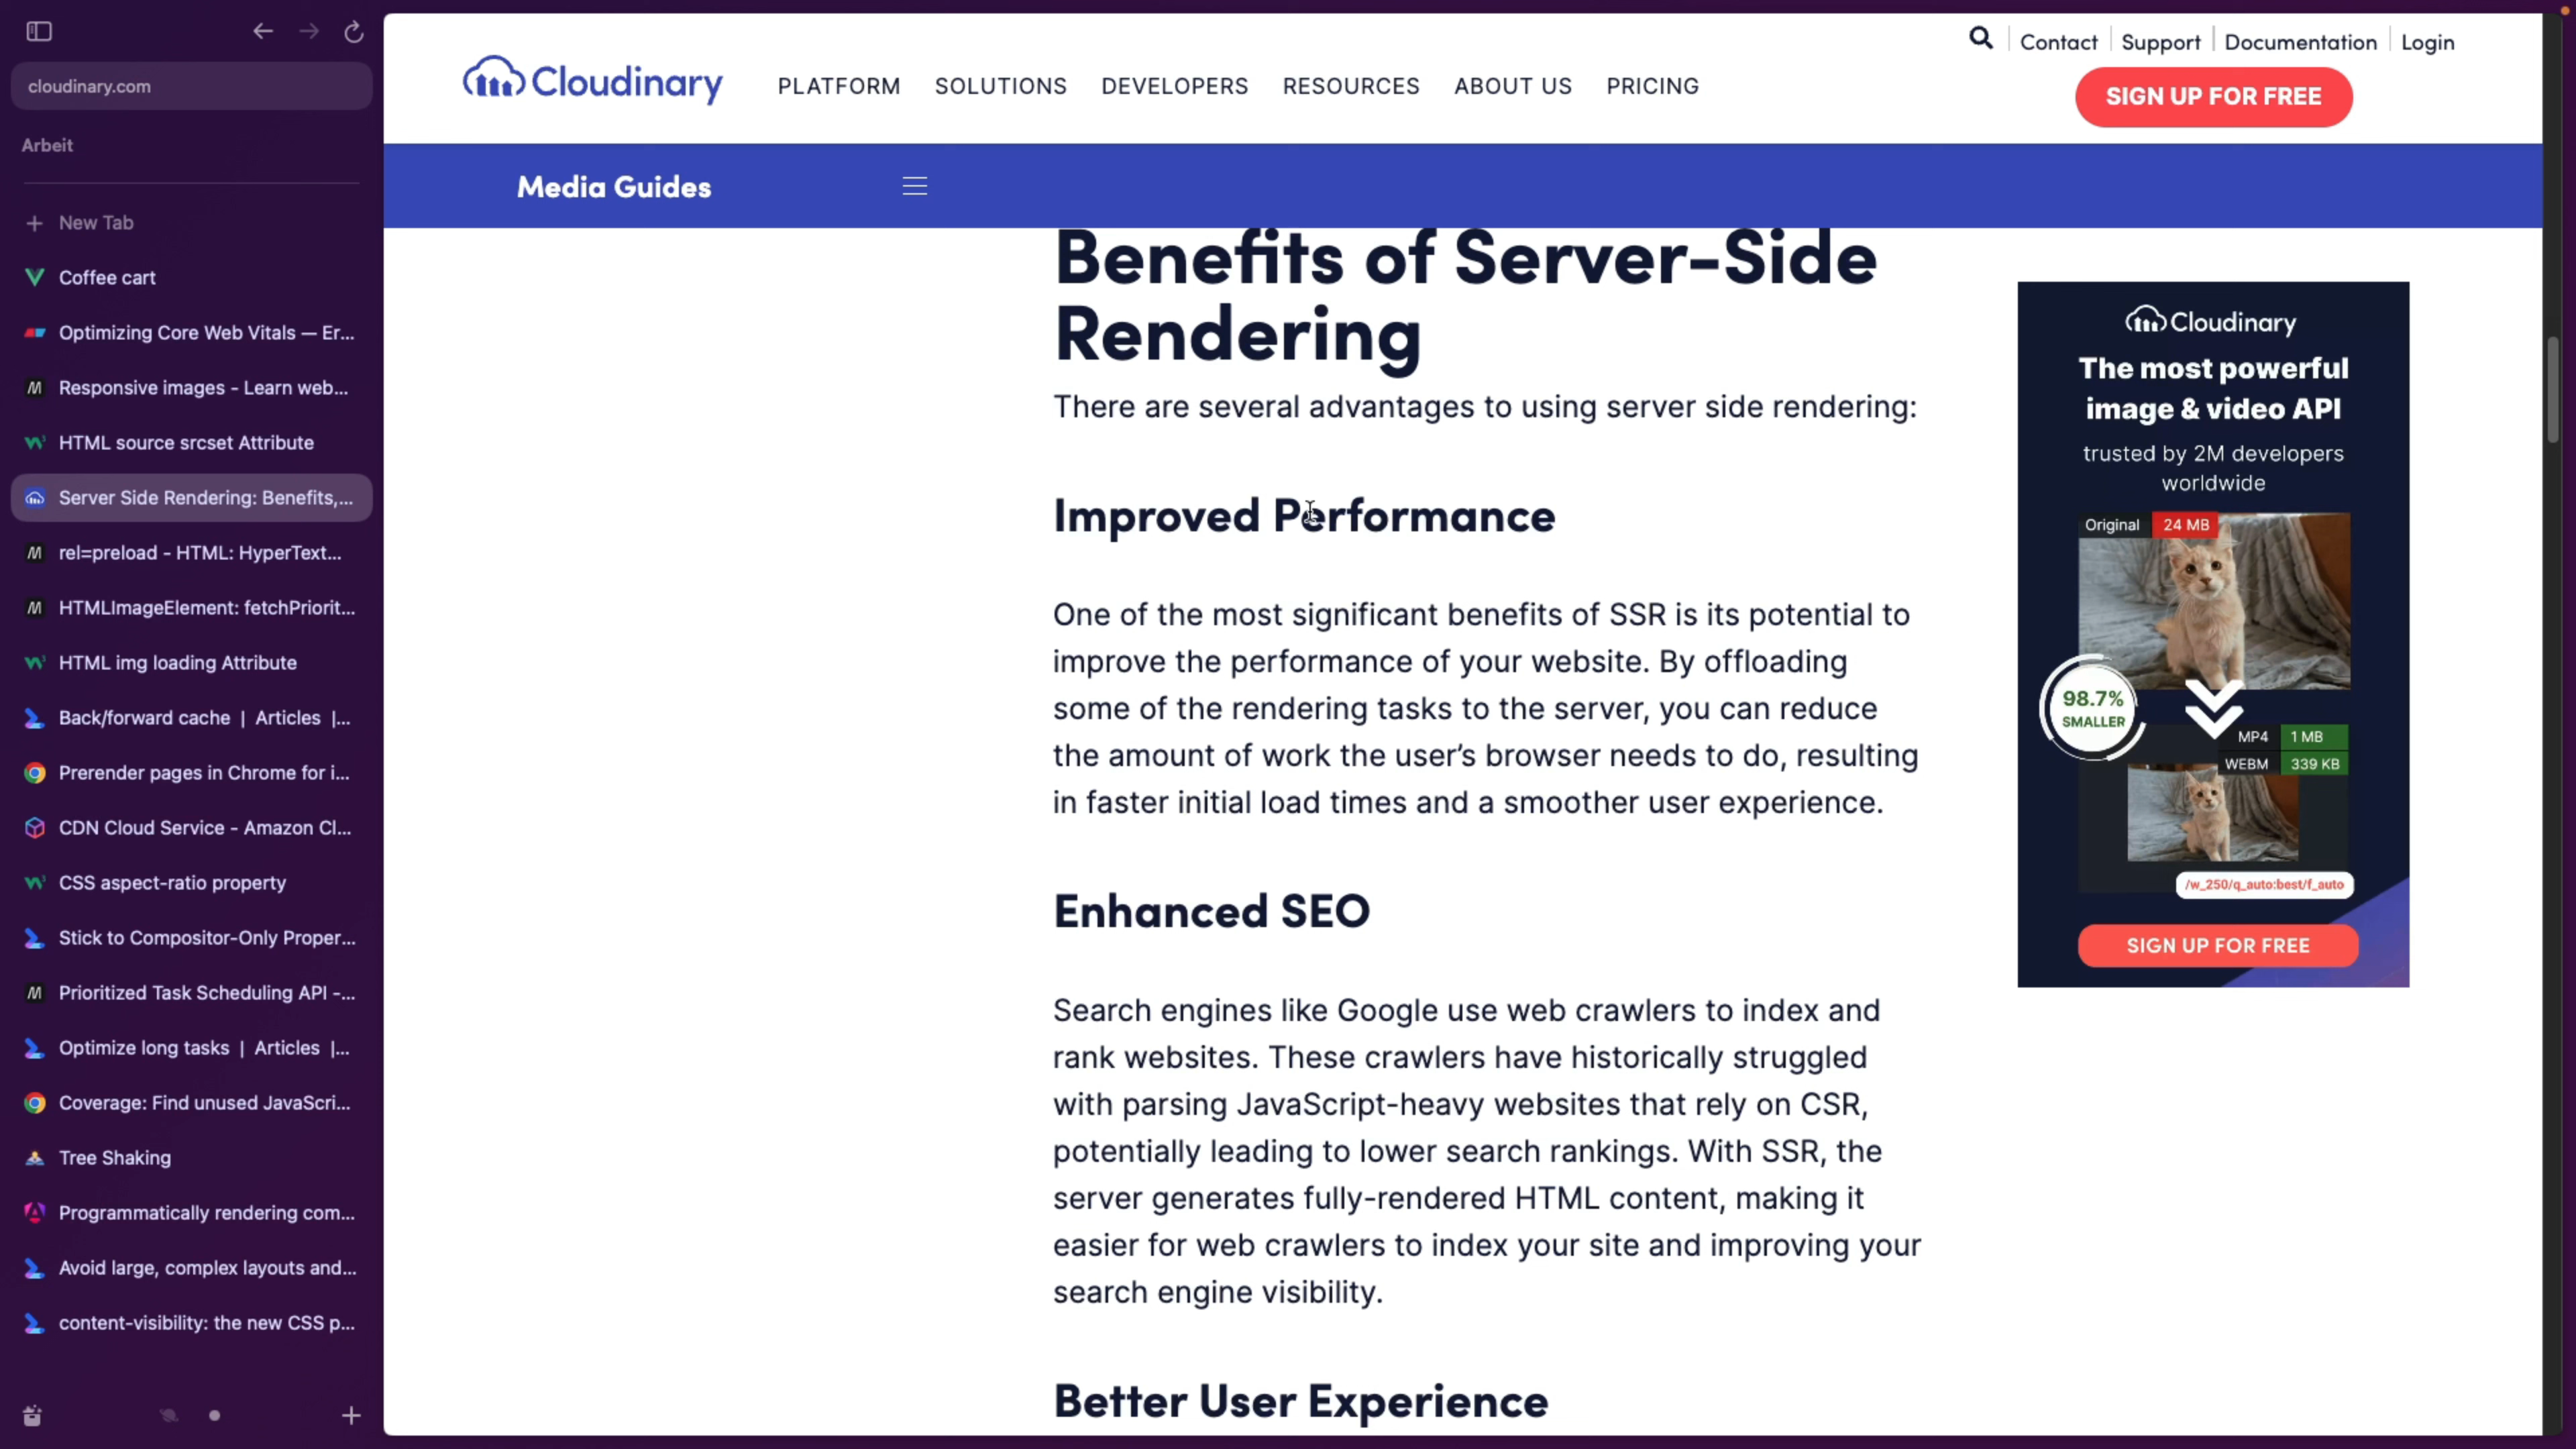 cloudinary.com
Arbeit
New Tab
Coffee cart
Optimizing Core Web Vitals — Er...
Responsive images - Learn web...
HTML source srcset Attribute
Server Side Rendering: Benefits,...
rel=preload - HTML: HyperText...
HTMLImageElement: fetchPriorit...
HTML img loading Attribute
Back/forward cache | Articles |...
Prerender pages in Chrome for i...
CDN Cloud Service - Amazon Cl...
CSS aspect-ratio property
Stick to Compositor-Only Proper...
Prioritized Task Scheduling API -...
Optimize long tasks | Articles |...
Coverage: Find unused JavaScri...
Tree Shaking
Programmatically rendering com...
Avoid large, complex layouts and...
content-visibility: the new CSS p...
Contact
Support
Documentation
Login
Cloudinary
PLATFORM
SOLUTIONS
DEVELOPERS
RESOURCES
ABOUT US
PRICING
SIGN UP FOR FREE
Media Guides
Benefits of Server-Side
Rendering
There are several advantages to using server side rendering:
Improved Performance
One of the most significant benefits of SSR is its potential to
improve the performance of your website. By offloading
some of the rendering tasks to the server, you can reduce
the amount of work the user's browser needs to do, resulting
in faster initial load times and a smoother user experience.
Enhanced SEO
Search engines like Google use web crawlers to index and
rank websites. These crawlers have historically struggled
with parsing JavaScript-heavy websites that rely on CSR,
potentially leading to lower search rankings. With SSR, the
server generates fully-rendered HTML content, making it
easier for web crawlers to index your site and improving your
search engine visibility.
Better User Experience
Cloudinary
The most powerful
image & video API
trusted by 2M developers
worldwide
Original 24 MB
98.7%
SMALLER
MP4 1 MB
WEBM 339 KB
/w_250/q_auto:best/f_auto
SIGN UP FOR FREE